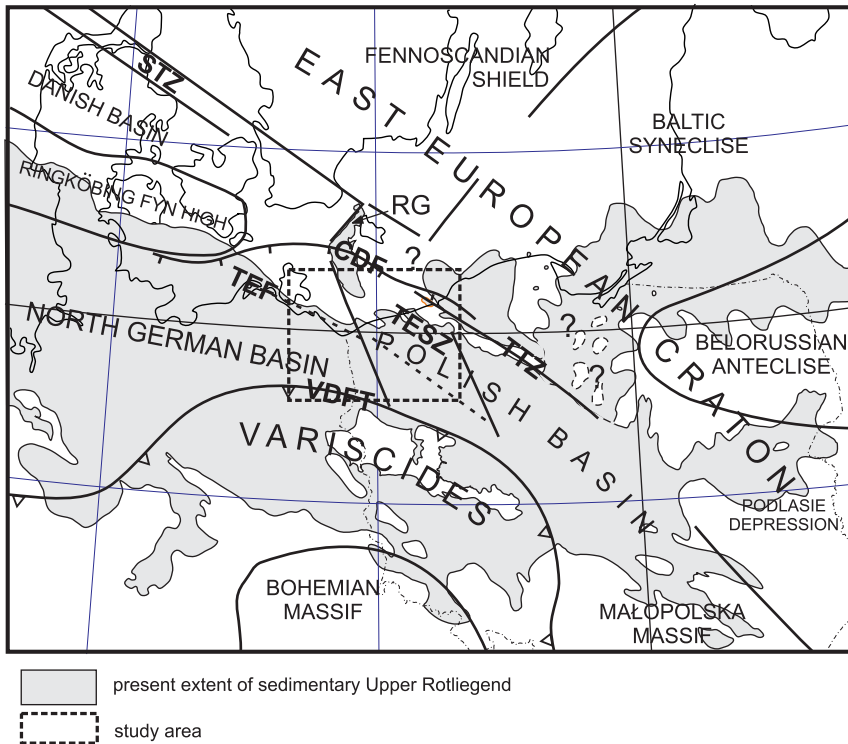 STZ
FENNOSCANDIAN
SHIELD
DANISH BASIN
BALTIC
SYNECLISE
EAST EUROPEAN CRATON
RINGKÖBING FYN HIGH
RG
?
CDF
TEF
TESZ
NORTH GERMAN BASIN
POLISH BASIN
TTZ
?
?
BELORUSSIAN
ANTECLISE
VDFT
VARISCIDES
PODLASIE
DEPRESSION
BOHEMIAN
MASSIF
MAŁOPOLSKA
MASSIF
present extent of sedimentary Upper Rotliegend
study area